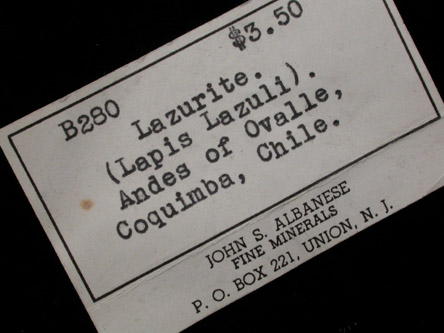 $3.50
B280 Lazurite.
(Lapis Lazuli).
Andes of Ovalle,
Coquimba, Chile.
JOHN S. ALBANESE
FINE MINERALS
P. O. BOX 221, UNION, N. J.